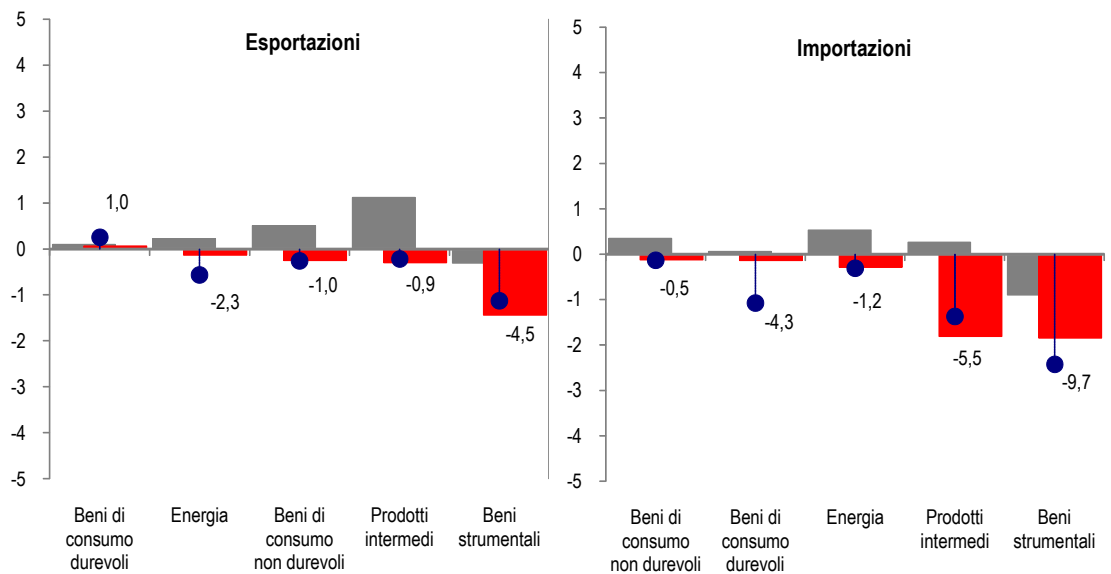 Esportazioni
5
4
3
2
1
0
-1
-2
-3
-4
-5
1,0
-2,3
-1,0
-0,9
-4,5
Beni di
consumo
durevoli
Energia
Beni di
consumo
non durevoli
Prodotti
intermedi
Beni
strumentali
Importazioni
5
4
3
2
1
0
-1
-2
-3
-4
-5
-0,5
-4,3
-1,2
-5,5
-9,7
Beni di
consumo
non durevoli
Beni di
consumo
durevoli
Energia
Prodotti
intermedi
Beni
strumentali